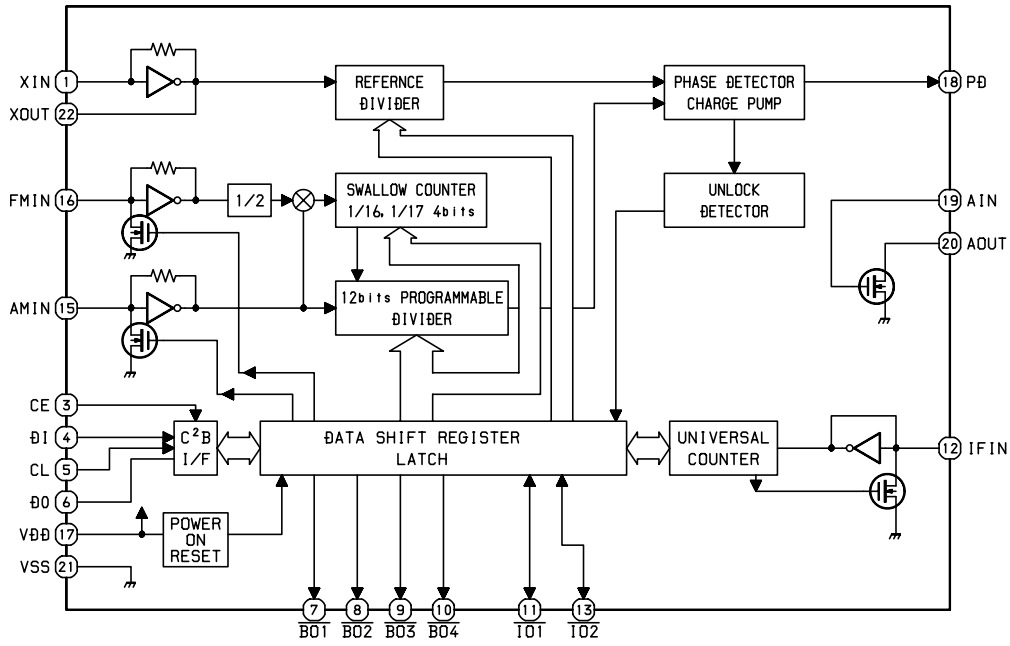 XIN 1
REFERNCE
DIVIDER
PHASE DETECTOR
CHARGE PUMP
18 PD
XOUT 22
FMIN 16
1/2
SWALLOW COUNTER
1/16, 1/17 4bits
UNLOCK
DETECTOR
19 AIN
20 AOUT
AMIN 15
12bits PROGRAMMABLE
DIVIDER
CE 3
DI 4
C²B
I/F
DATA SHIFT REGISTER
LATCH
UNIVERSAL
COUNTER
12 IFIN
CL 5
DO 6
VDD 17
POWER
ON
RESET
VSS 21
7 8 9 10 11 13
BO1 BO2 BO3 BO4 IO1 IO2